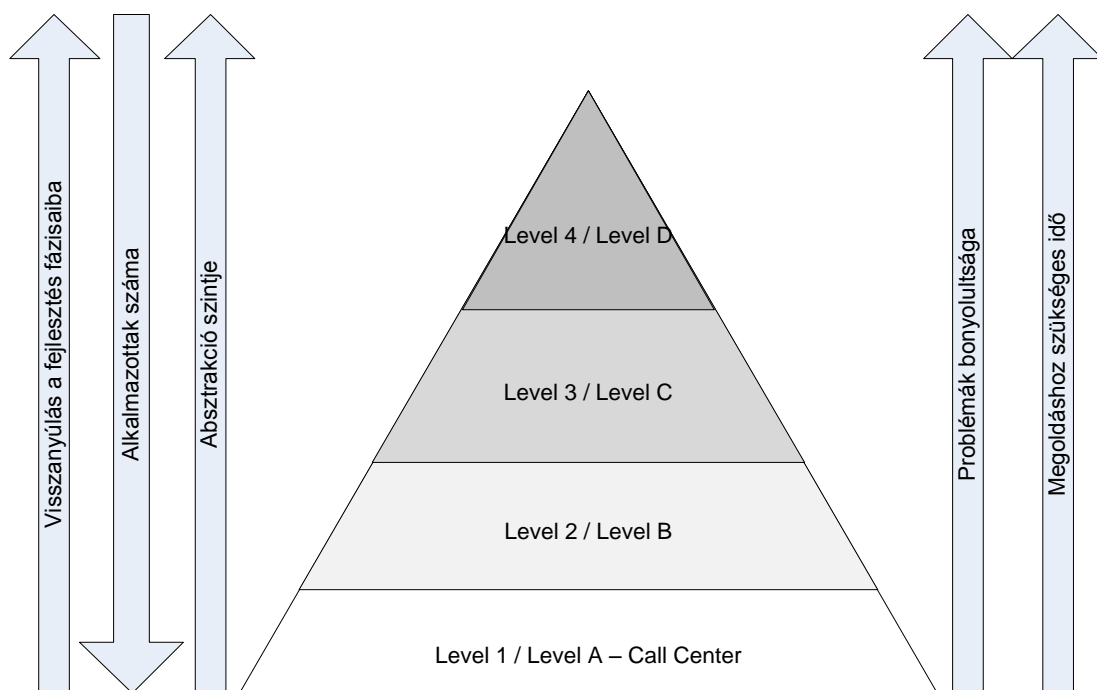 Visszanyúlás a fejlesztés fázisaiba
Alkalmazottak száma
Absztrakció szintje
Level 4 / Level D
Level 3 / Level C
Level 2 / Level B
Level 1 / Level A – Call Center
Problémák bonyolultsága
Megoldáshoz szükséges idő